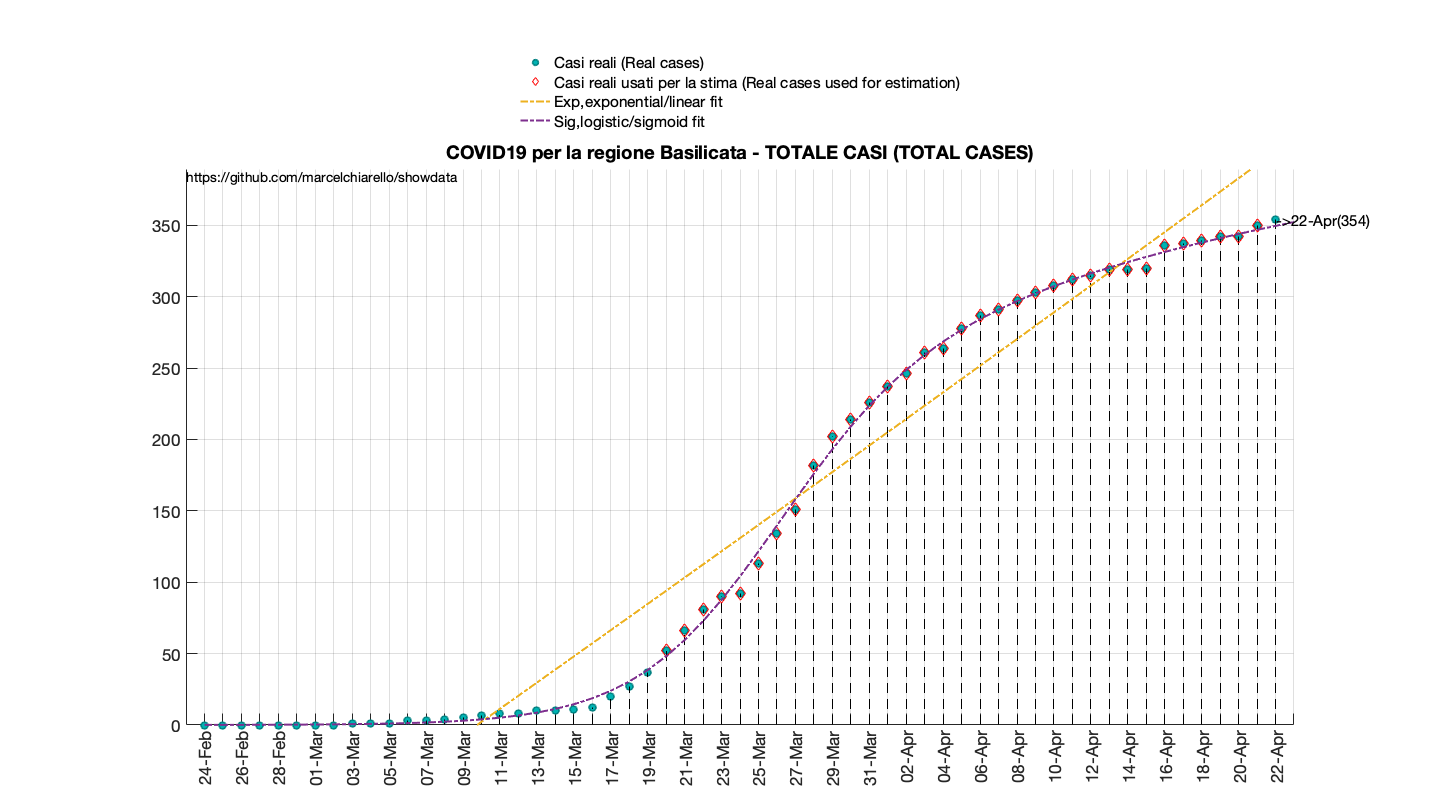 Casi reali (Real cases)
Casi reali usati per la stima (Real cases used for estimation)
Exp,exponential/linear fit
Sig,logistic/sigmoid fit
COVID19 per la regione Basilicata - TOTALE CASI (TOTAL CASES)
https://github.com/marcelchiarello/showdata
22-Apr(354)
350
300
250
200
150
100
50
0
24-Feb
26-Feb
28-Feb
01-Mar
03-Mar
05-Mar
07-Mar
09-Mar
11-Mar
13-Mar
15-Mar
17-Mar
19-Mar
21-Mar
23-Mar
25-Mar
27-Mar
29-Mar
31-Mar
02-Apr
04-Apr
06-Apr
08-Apr
10-Apr
12-Apr
14-Apr
16-Apr
18-Apr
20-Apr
22-Apr